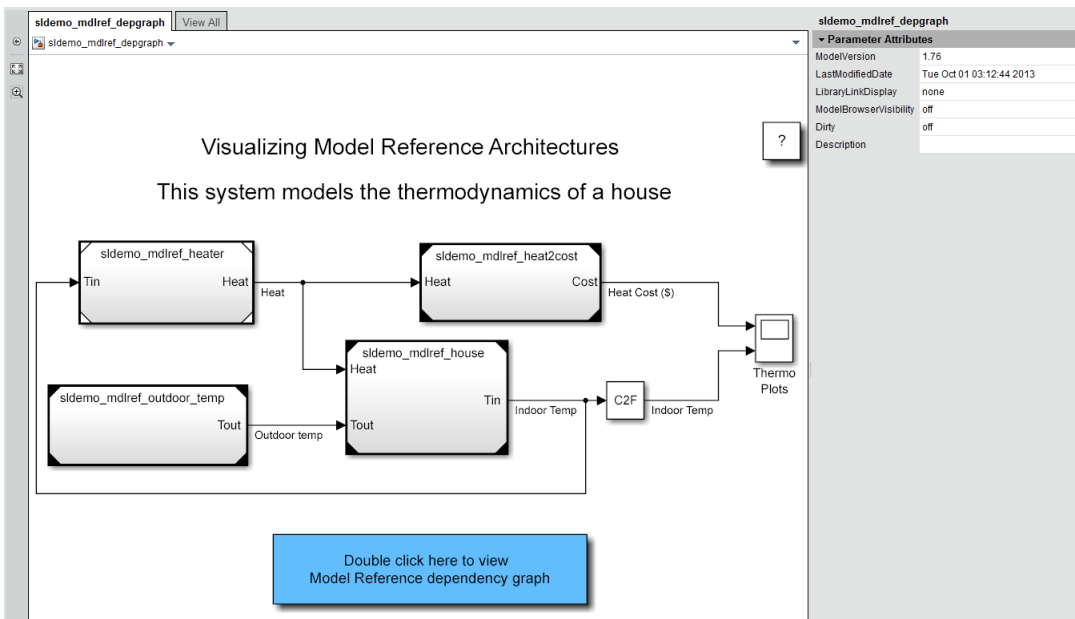 sldemo_mdlref_depgraph
View All
sldemo_mdlref_depgraph
Visualizing Model Reference Architectures
?
This system models the thermodynamics of a house
sldemo_mdlref_heater
Tin
Heat
Heat
sldemo_mdlref_heat2cost
Heat
Cost
Heat Cost ($)
sldemo_mdlref_outdoor_temp
Tout
Outdoor temp
sldemo_mdlref_house
Heat
Tout
Tin
Indoor Temp
C2F
Indoor Temp
Thermo
Plots
Double click here to view
Model Reference dependency graph
sldemo_mdlref_depgraph
Parameter Attributes
ModelVersion 1.76
LastModifiedDate Tue Oct 01 03:12:44 2013
LibraryLinkDisplay none
ModelBrowserVisibility off
Dirty off
Description